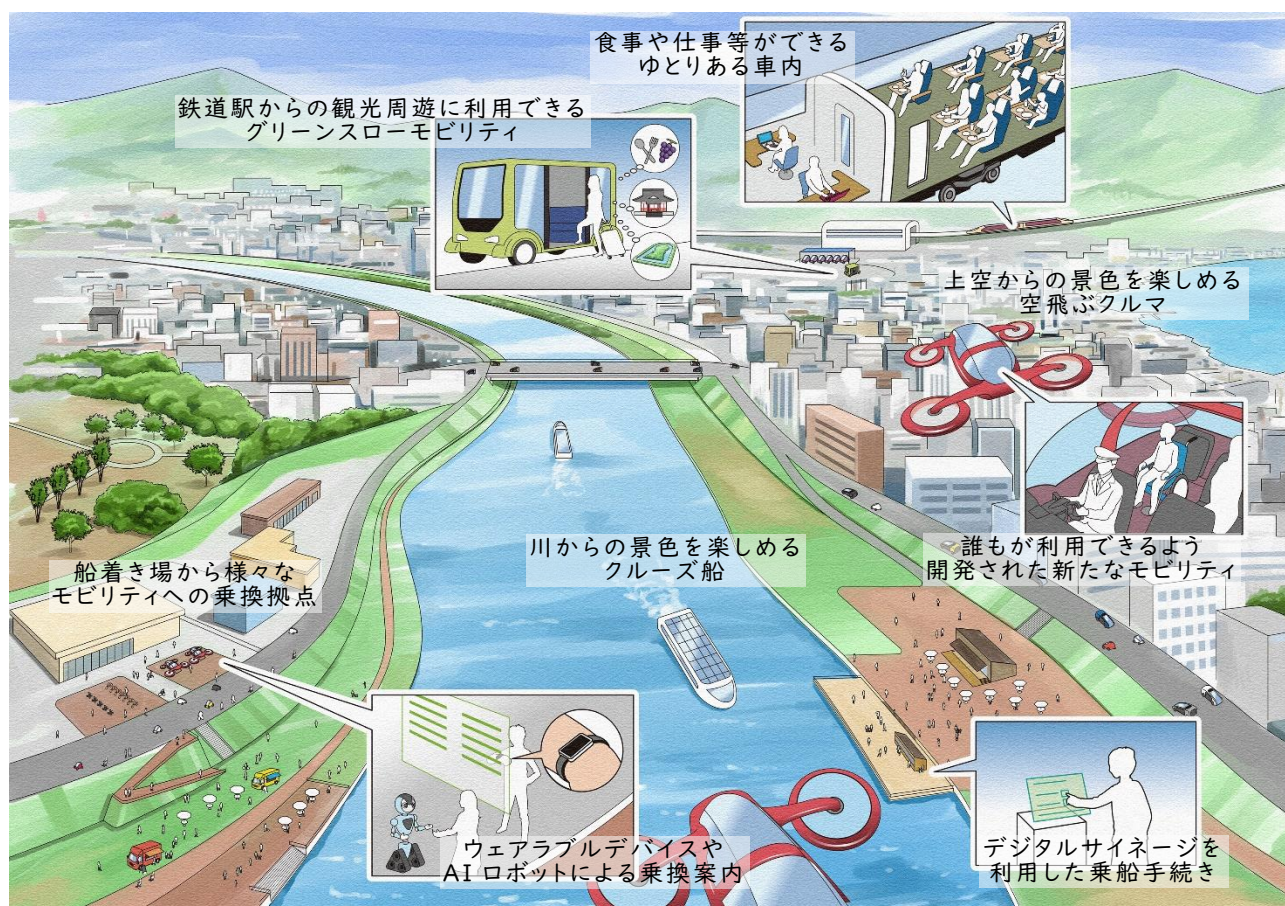 食事や仕事等ができる
ゆとりある車内
鉄道駅からの観光周遊に利用できる
グリーンスローモビリティ
上空からの景色を楽しめる
空飛ぶクルマ
川からの景色を楽しめる
クルーズ船
誰もが利用できるよう
開発された新たなモビリティ
船着き場から様々な
モビリティへの乗換拠点
ウェアラブルデバイスや
AIロボットによる乗換案内
デジタルサイネージを
利用した乗船手続き